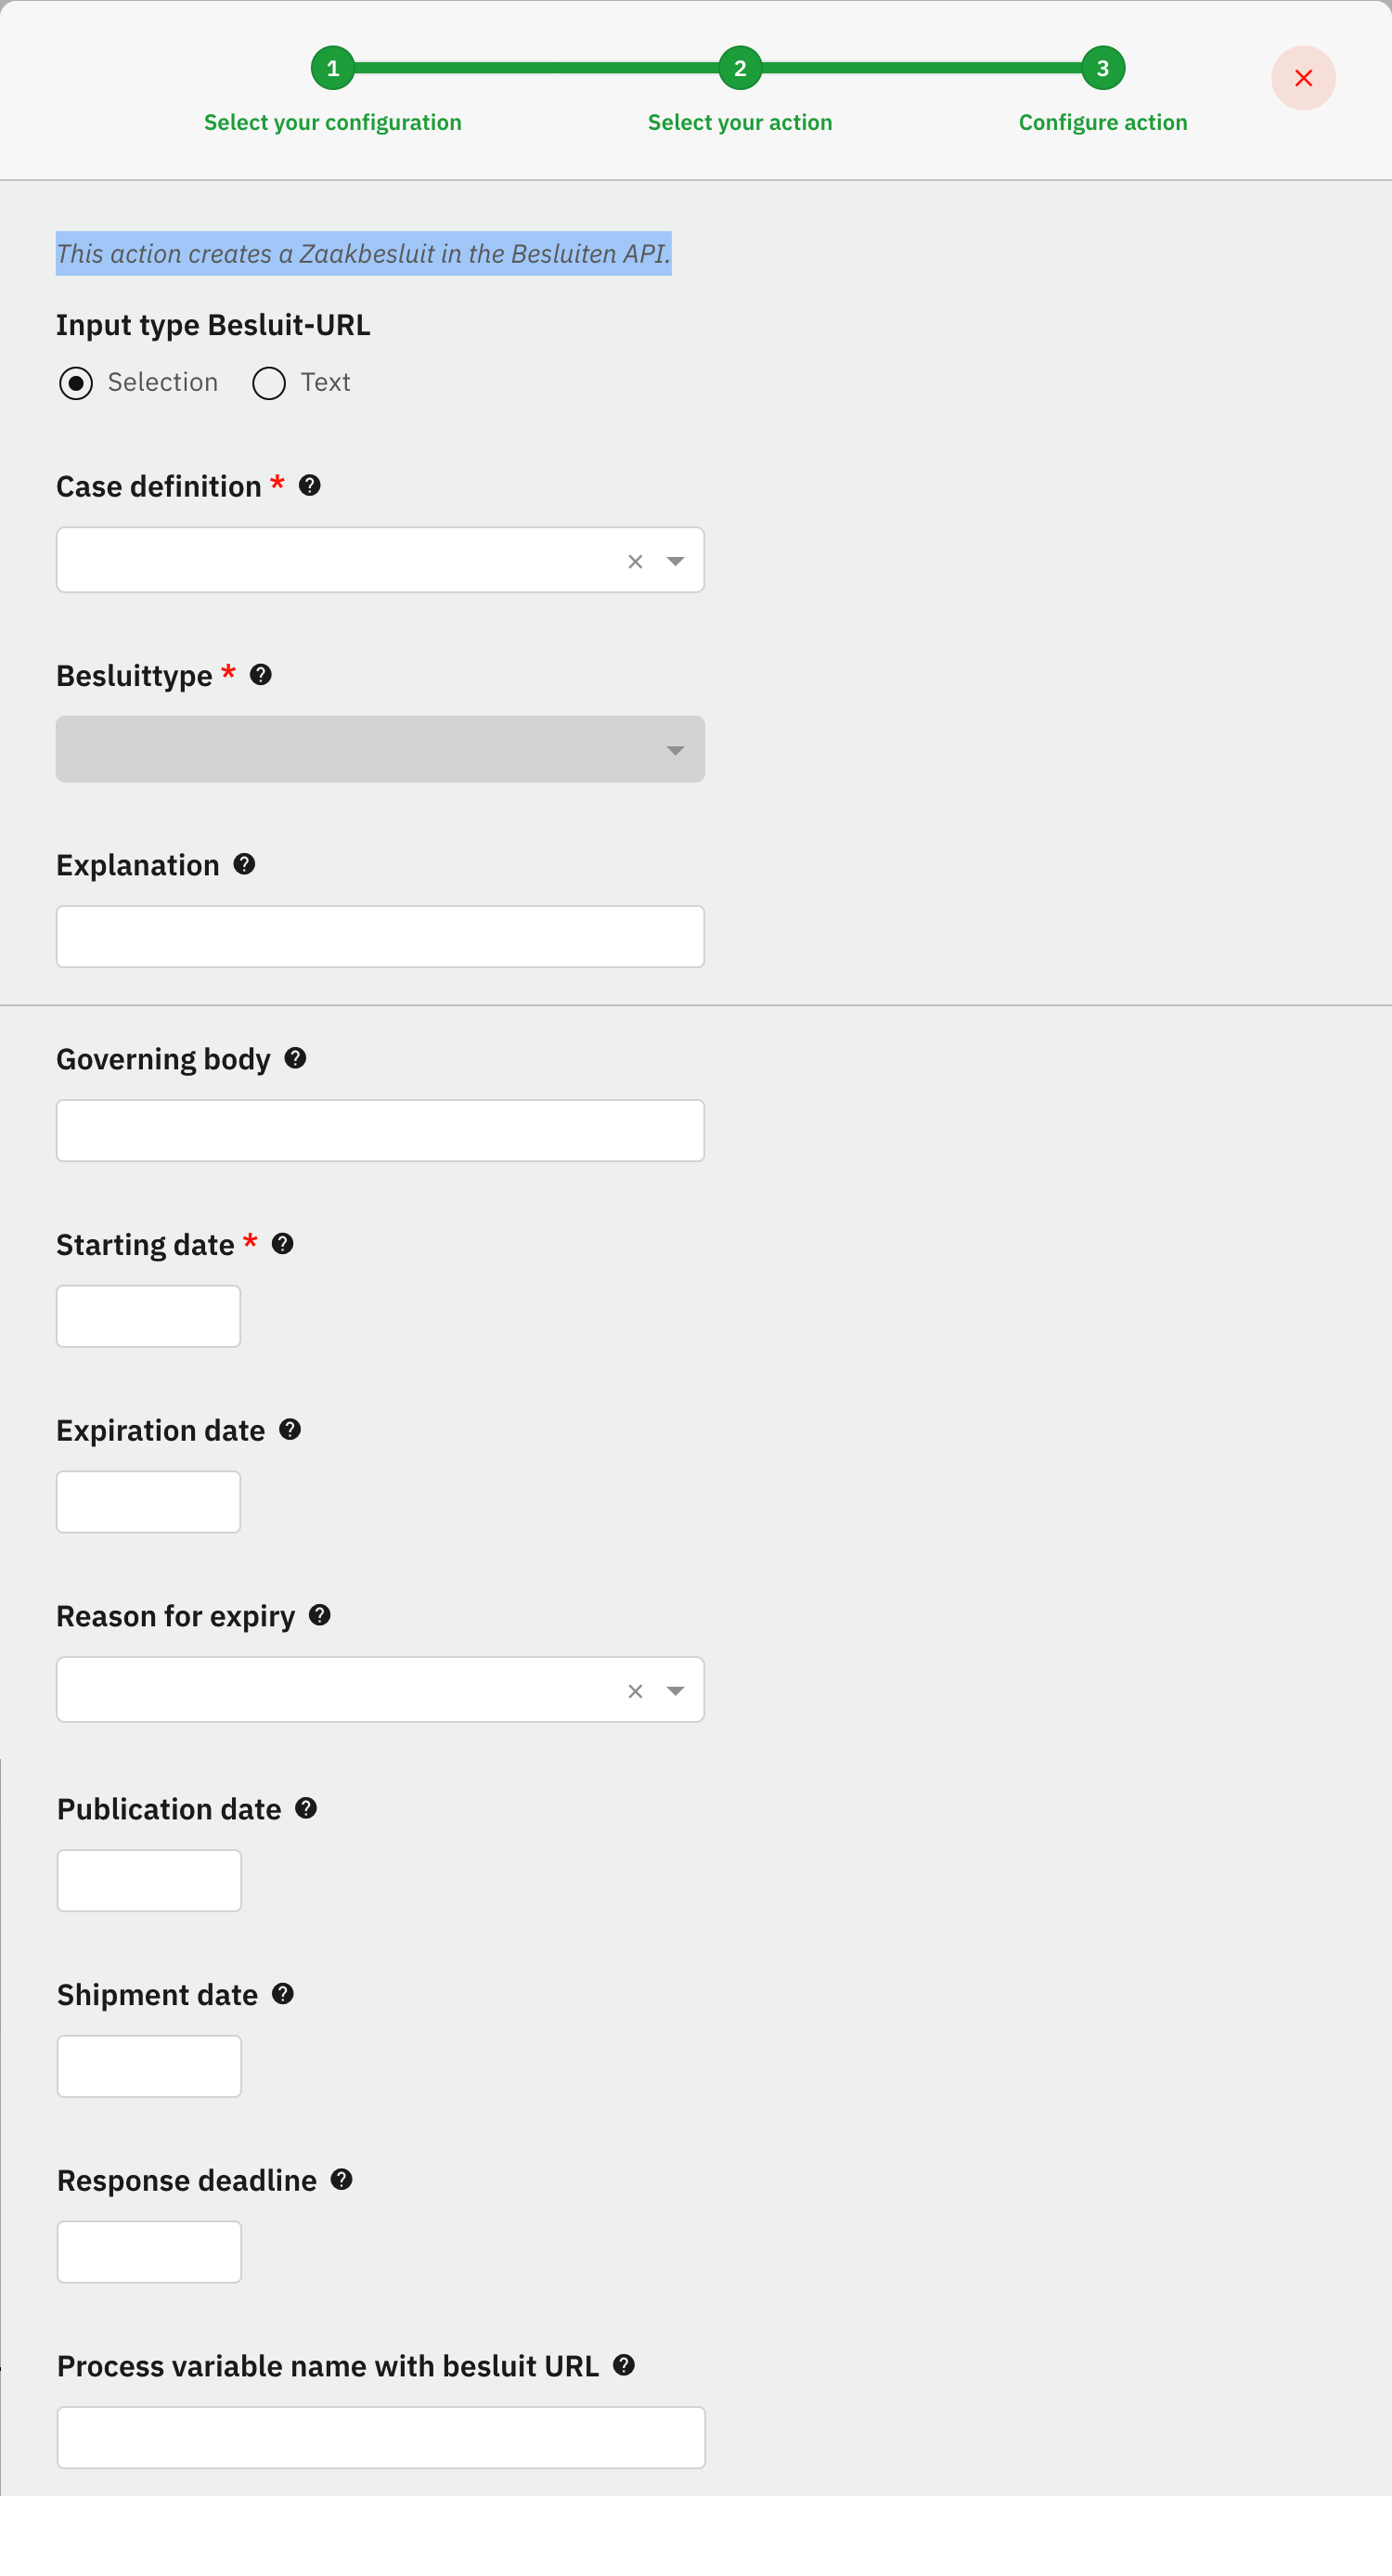 1 2 3
Select your configuration Select your action Configure action
This action creates a Zaakbesluit in the Besluiten API.
Input type Besluit-URL
Selection Text
Case definition *
Besluittype *
Explanation
Governing body
Starting date *
Expiration date
Reason for expiry
Publication date
Shipment date
Response deadline
Process variable name with besluit URL